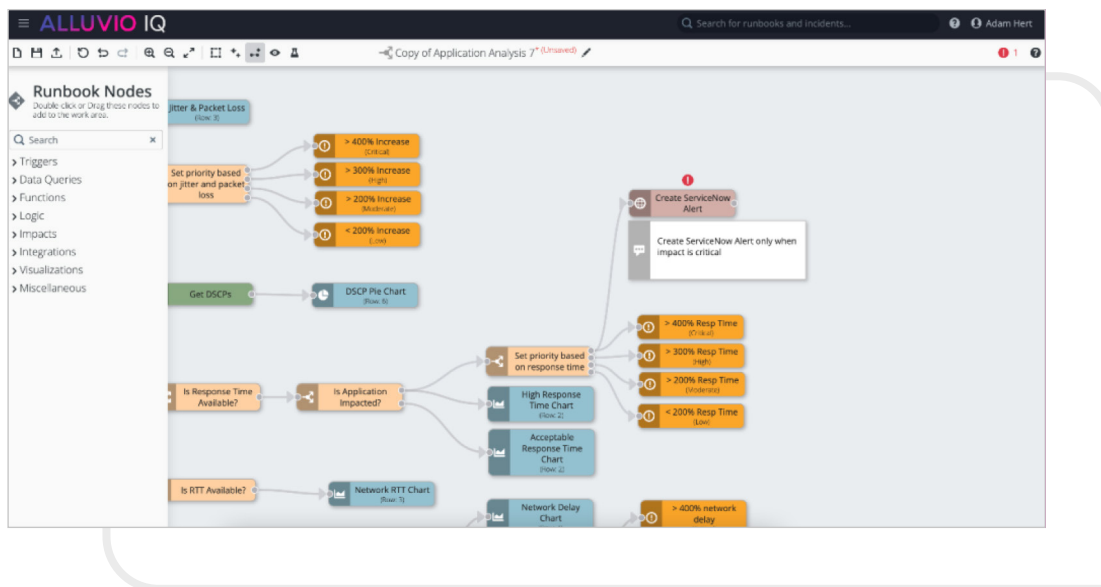 ALLUVIO IQ
Search for runbooks and incidents...
Adam Hert
Copy of Application Analysis 7* (Unsaved)
1
Runbook Nodes
Double-click or Drag these nodes to
add to the work area.
Search
Triggers
Data Queries
Functions
Logic
Impacts
Integrations
Visualizations
Miscellaneous
Jitter & Packet Loss
(Row: 3)
Set priority based
on jitter and packet
loss
> 400% Increase
(Critical)
> 300% Increase
(High)
> 200% Increase
(Moderate)
< 200% Increase
(Low)
Create ServiceNow
Alert
Create ServiceNow Alert only when
impact is critical
Get DSCPs
DSCP Pie Chart
(Row: 6)
Is Response Time
Available?
Is Application
Impacted?
Set priority based
on response time
> 400% Resp Time
(Critical)
> 300% Resp Time
(High)
> 200% Resp Time
(Moderate)
< 200% Resp Time
(Low)
High Response
Time Chart
(Row: 2)
Acceptable
Response Time
Chart
(Row: 2)
Is RTT Available?
Network RTT Chart
(Row: 3)
Network Delay
Chart
> 400% network
delay